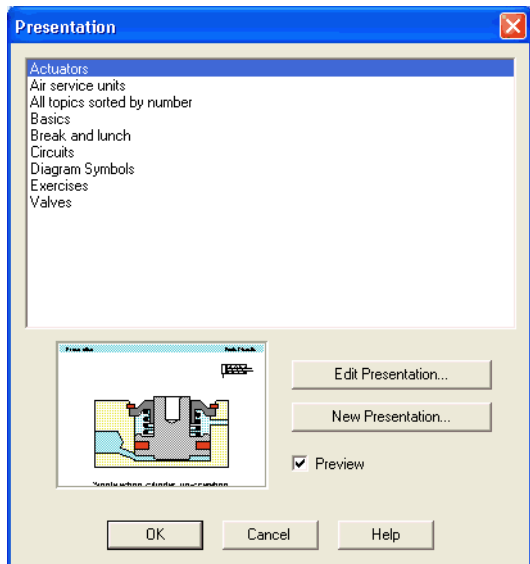 Presentation
Actuators
Air service units
All topics sorted by number
Basics
Break and lunch
Circuits
Diagram Symbols
Exercises
Valves
Edit Presentation...
New Presentation...
Preview
OK
Cancel
Help